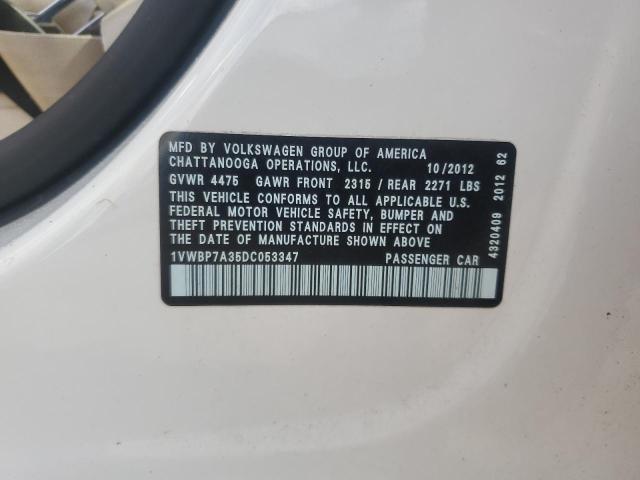 MFD BY VOLKSWAGEN GROUP OF AMERICA
CHATTANOOGA OPERATIONS, LLC. 10/2012
GVWR 4475 GAWR FRONT 2315 / REAR 2271 LBS
THIS VEHICLE CONFORMS TO ALL APPLICABLE U.S.
FEDERAL MOTOR VEHICLE SAFETY, BUMPER AND
THEFT PREVENTION STANDARDS IN EFFECT ON
THE DATE OF MANUFACTURE SHOWN ABOVE
1VWBP7A35DC053347 PASSENGER CAR
4320409 2012 62